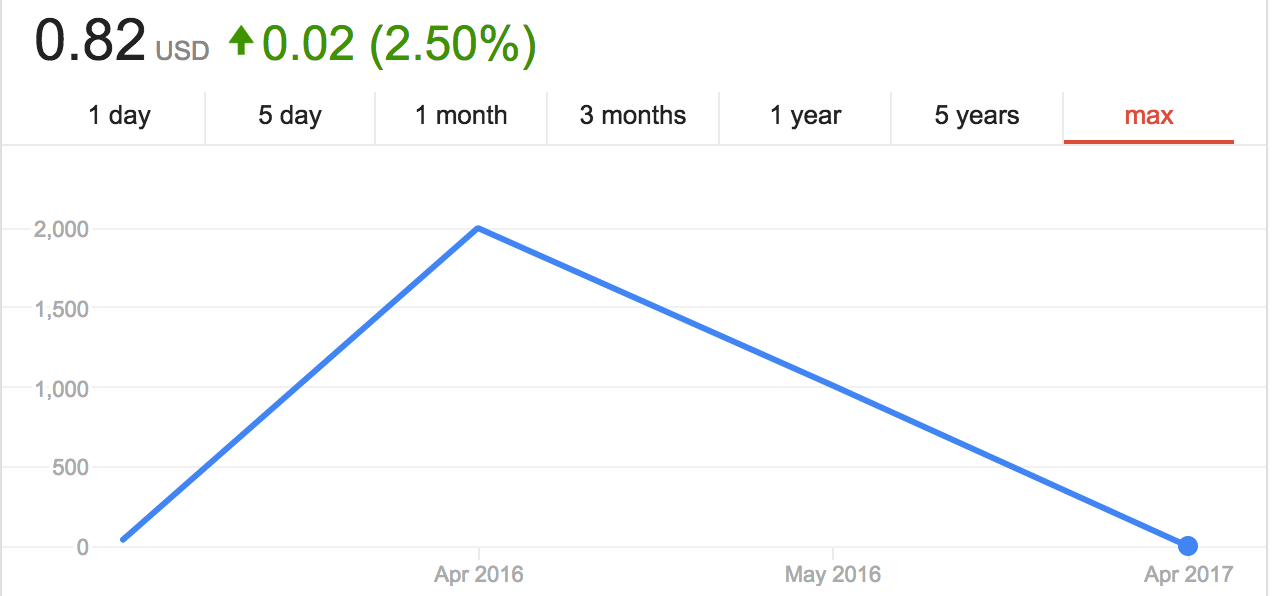 0.82 USD ↑0.02 (2.50%)
1 day 5 day 1 month 3 months 1 year 5 years max
2,000
1,500
1,000
500
0
Apr 2016 May 2016 Apr 2017